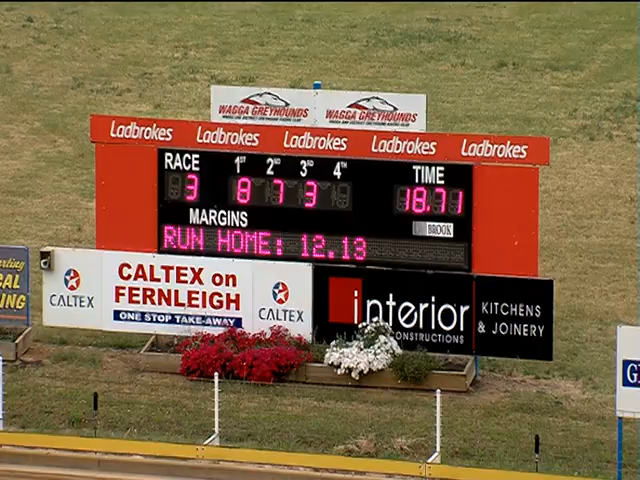 WAGGA GREYHOUNDS WAGGA GREYHOUNDS
Ladbrokes Ladbrokes Ladbrokes Ladbrokes Ladbrokes
RACE 1ST 2ND 3RD 4TH TIME
3 8 7 3 18.71
MARGINS BROOK
RUN HOME: 12.13
CALTEX
CALTEX on
FERNLEIGH
ONE STOP TAKE-AWAY
CALTEX
interior
CONSTRUCTIONS
KITCHENS
& JOINERY